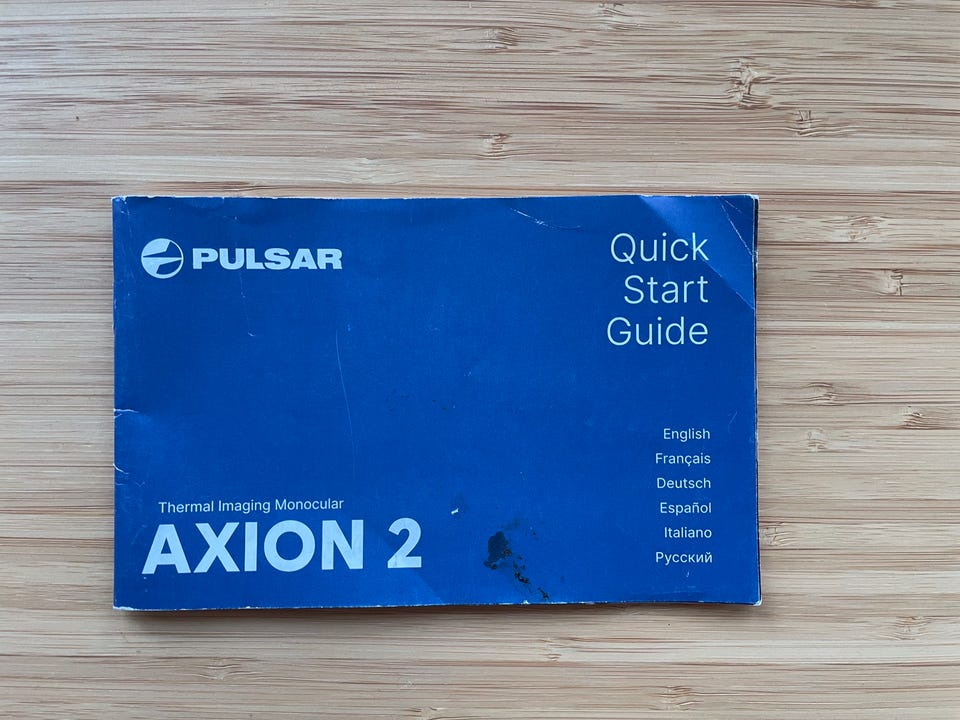 PULSAR
Quick
Start
Guide
English
Français
Deutsch
Español
Italiano
Русский
Thermal Imaging Monocular
AXION 2